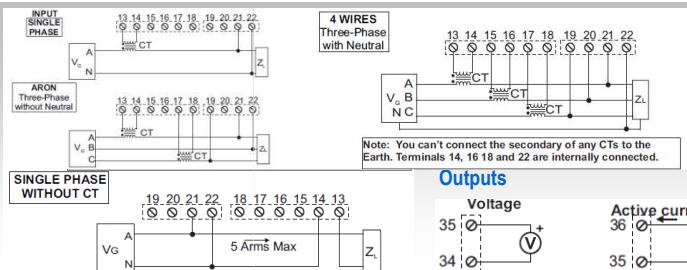 INPUT
SINGLE
PHASE
13 14 15 16 17 18 19 20 21 22
CT
A
VG
N
ZL
ARON
Three-Phase
without Neutral
13 14 15 16 17 18 19 20 21 22
CT
A
VG B
C
CT
ZL
4 WIRES
Three-Phase
with Neutral
13 14 15 16 17 18 19 20 21 22
CT
CT
CT
A
VG B
N C
ZL
Note: You can't connect the secondary of any CTs to the
Earth. Terminals 14, 16 18 and 22 are internally connected.
SINGLE PHASE
WITHOUT CT
19 20 21 22 18 17 16 15 14 13
A
VG
N
5 Arms Max
ZL
Outputs
Voltage
35
+
V
34
Active curr
36
35